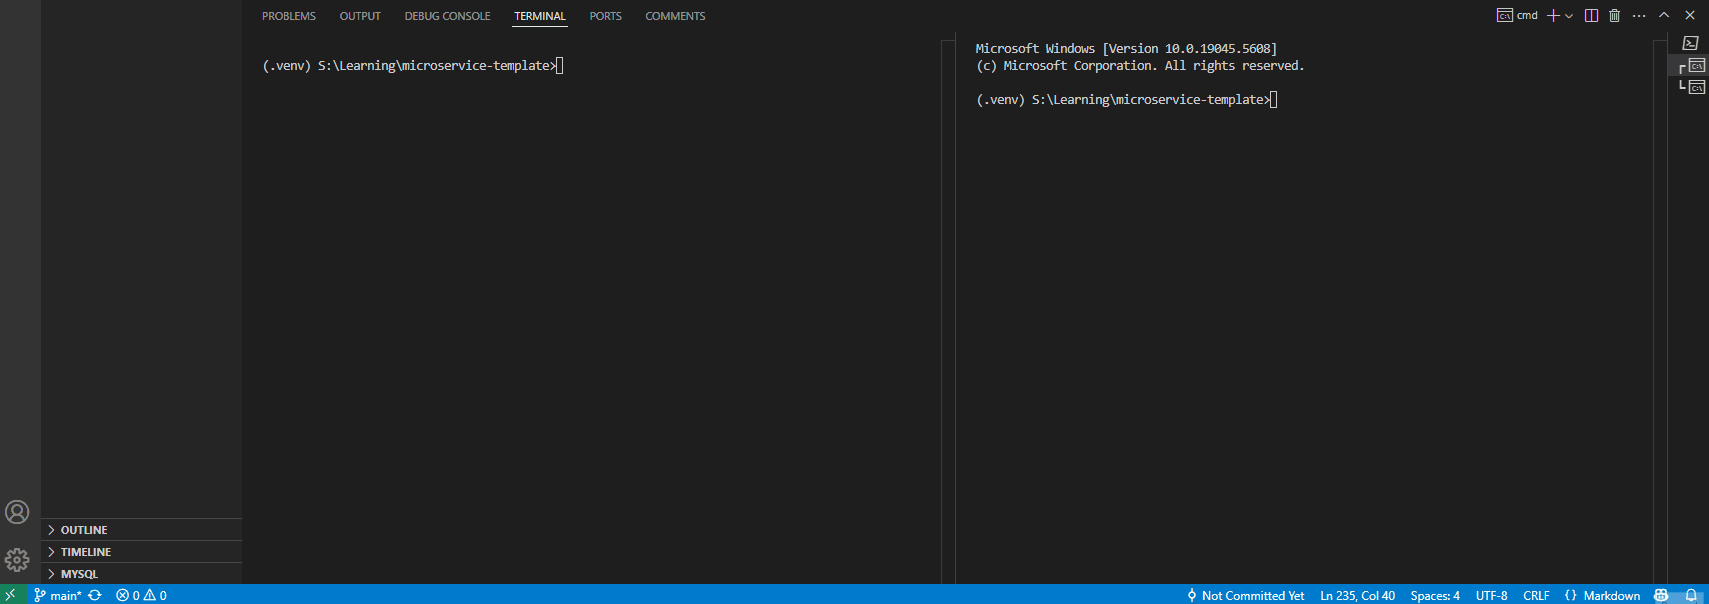 PROBLEMS OUTPUT DEBUG CONSOLE TERMINAL PORTS COMMENTS
cmd
(.venv) S:\Learning\microservice-template>
Microsoft Windows [Version 10.0.19045.5608]
(c) Microsoft Corporation. All rights reserved.
(.venv) S:\Learning\microservice-template>
OUTLINE
TIMELINE
MYSQL
main* 0 0
Not Committed Yet Ln 235, Col 40 Spaces: 4 UTF-8 CRLF {} Markdown